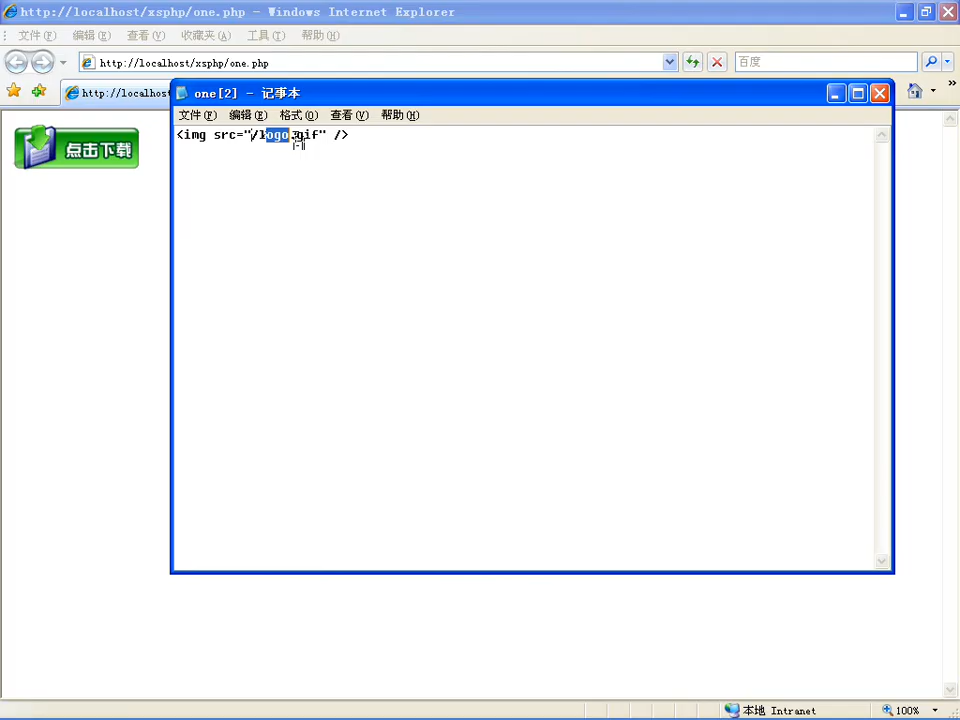 http://localhost/xsphp/one.php - Windows Internet Explorer
文件(F) 编辑(E) 查看(V) 收藏夹(A) 工具(T) 帮助(H)
http://localhost/xsphp/one.php
百度
http://localhost
one[2] - 记事本
文件(F) 编辑(E) 格式(O) 查看(V) 帮助(H)
<img src="/logo.gif" />
点击下载
本地 Intranet
100%